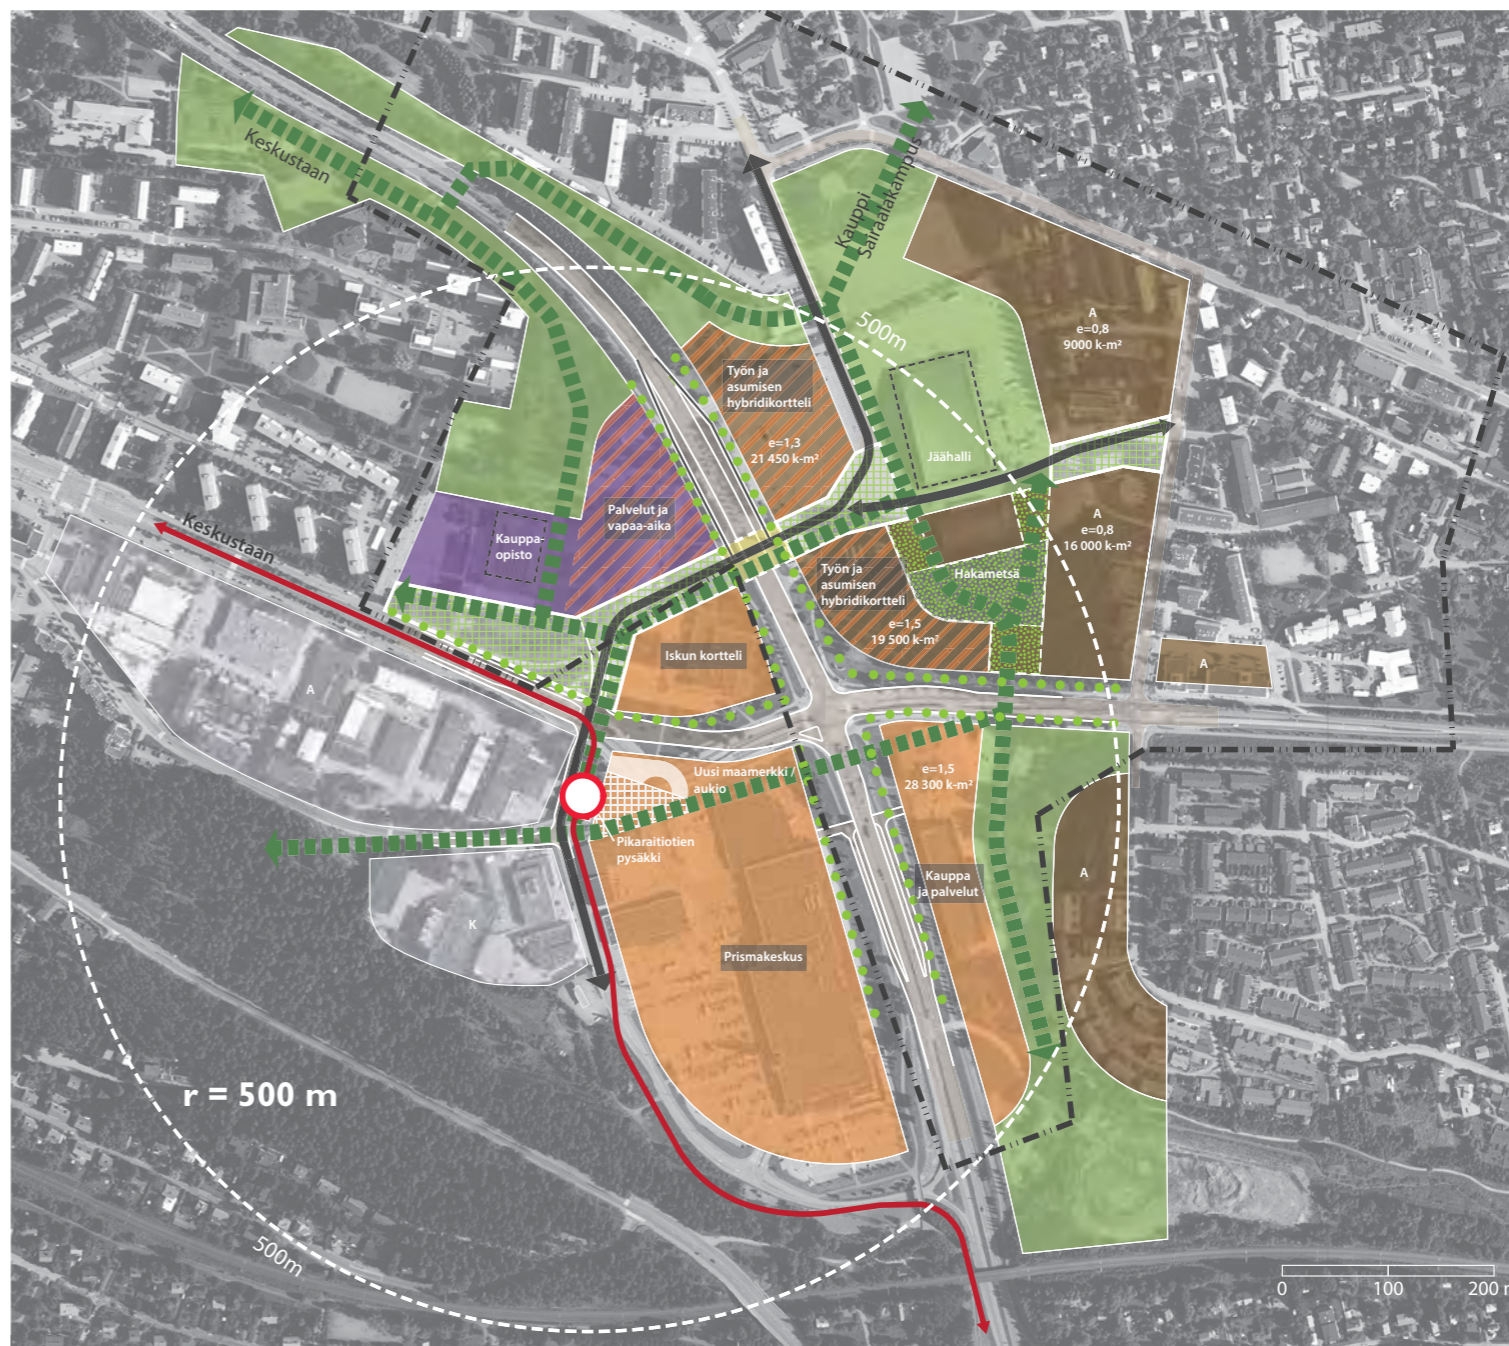 Keskustaan
Kauppi
Sairaalakampus
500m
A
e=0,8
9000 k-m²
Työn ja
asumisen
hybridikortteli
e=1,3
21 450 k-m²
Jäähalli
Palvelut ja
vapaa-aika
Kauppa-
opisto
Keskustaan
A
e=0,8
16 000 k-m²
Hakametsä
Työn ja
asumisen
hybridikortteli
e=1,5
19 500 k-m²
Iskun kortteli
A
A
Uusi maamerkki /
aukio
e=1,5
28 300 k-m²
Pikaraitiotien
pysäkki
Kauppa
ja palvelut
A
K
Prismakeskus
r = 500 m
500m
0
100
200 m